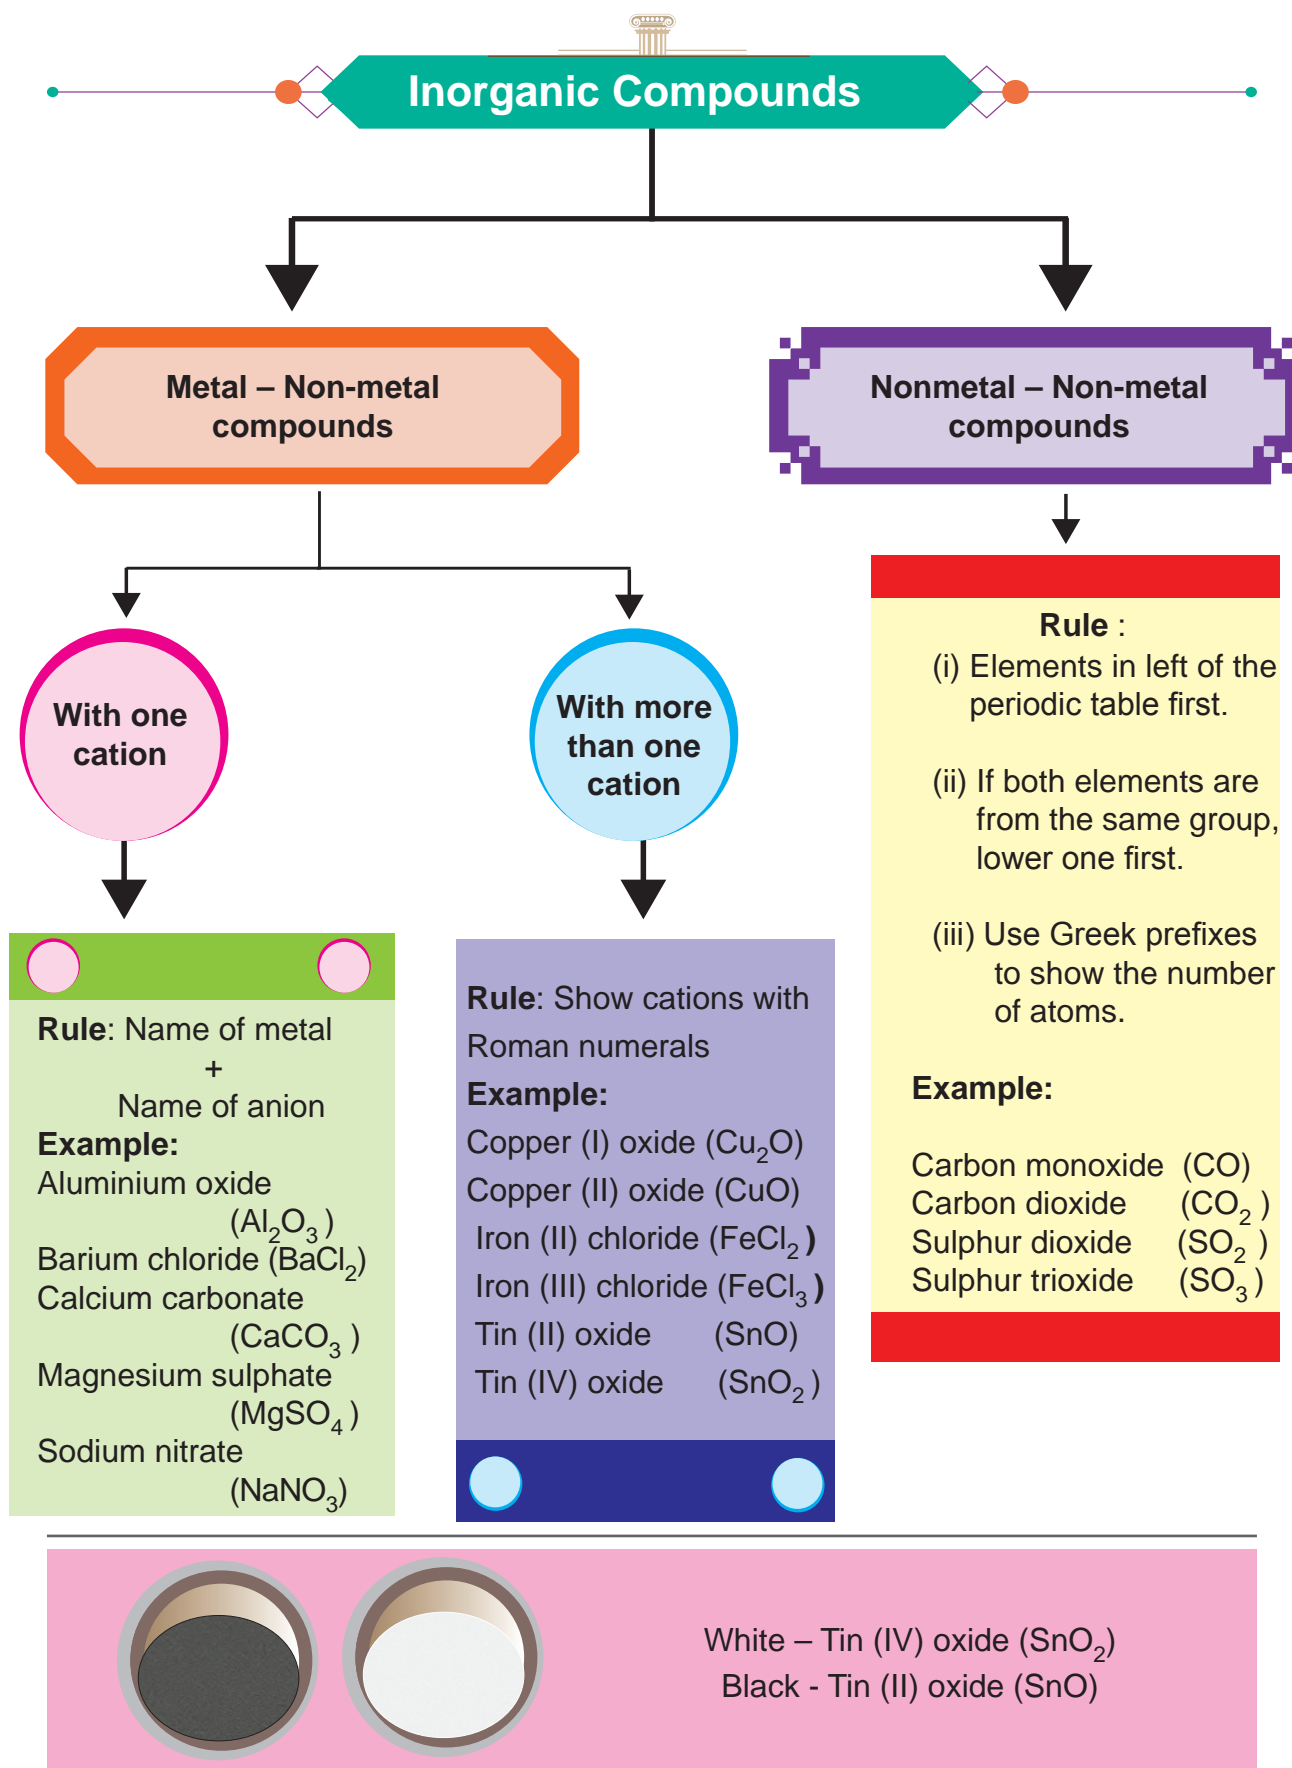 Inorganic Compounds
Metal – Non-metal
compounds
Nonmetal – Non-metal
compounds
With one
cation
With more
than one
cation
Rule: Name of metal
+
Name of anion
Example:
Aluminium oxide
(Al₂O₃ )
Barium chloride (BaCl₂)
Calcium carbonate
(CaCO₃ )
Magnesium sulphate
(MgSO₄ )
Sodium nitrate
(NaNO₃)
Rule: Show cations with
Roman numerals
Example:
Copper (I) oxide (Cu₂O)
Copper (II) oxide (CuO)
Iron (II) chloride (FeCl₂ )
Iron (III) chloride (FeCl₃ )
Tin (II) oxide (SnO)
Tin (IV) oxide (SnO₂ )
Rule :
(i) Elements in left of the
periodic table first.
(ii) If both elements are
from the same group,
lower one first.
(iii) Use Greek prefixes
to show the number
of atoms.
Example:
Carbon monoxide (CO)
Carbon dioxide (CO₂ )
Sulphur dioxide (SO₂ )
Sulphur trioxide (SO₃ )
White – Tin (IV) oxide (SnO₂)
Black - Tin (II) oxide (SnO)